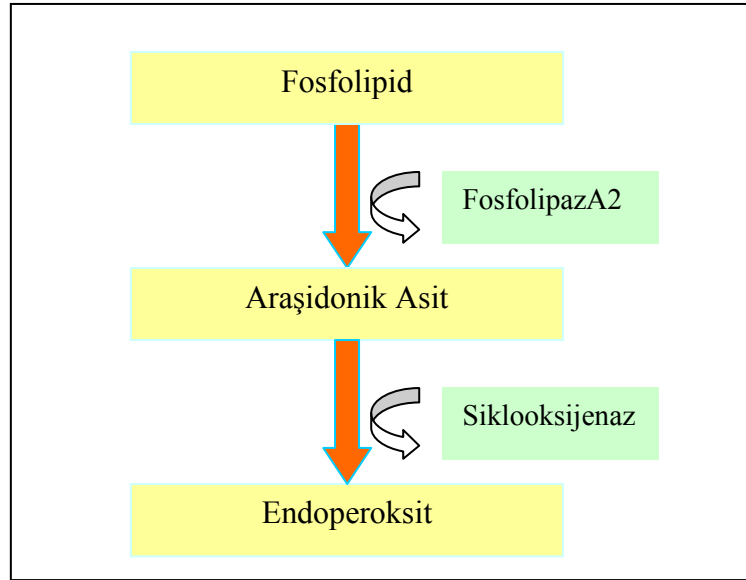 Fosfolipid
FosfolipazA2
Araşidonik Asit
Siklooksijenaz
Endoperoksit